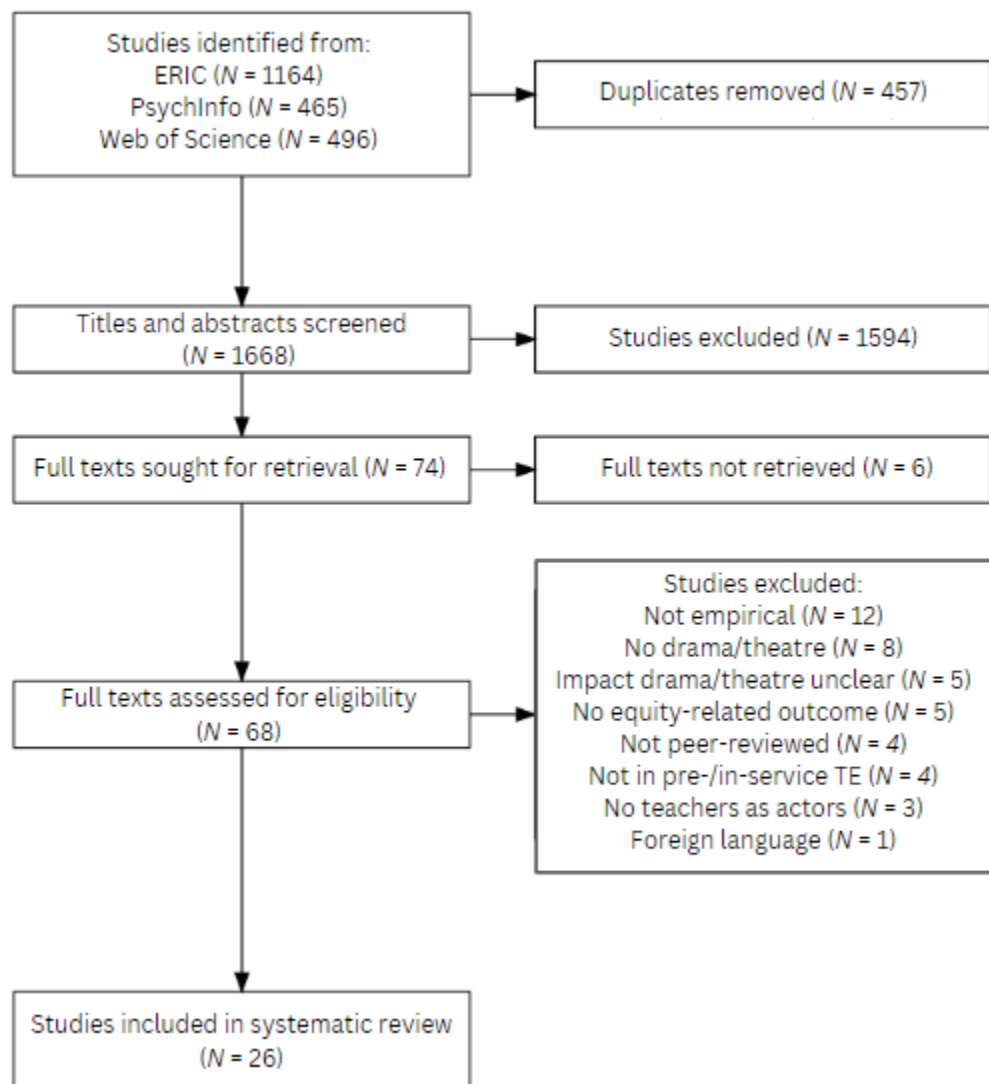 Studies identified from:
ERIC (N = 1164)
PsychInfo (N = 465)
Web of Science (N = 496)
Duplicates removed (N = 457)
Titles and abstracts screened
(N = 1668)
Studies excluded (N = 1594)
Full texts sought for retrieval (N = 74)
Full texts not retrieved (N = 6)
Full texts assessed for eligibility
(N = 68)
Studies excluded:
Not empirical (N = 12)
No drama/theatre (N = 8)
Impact drama/theatre unclear (N = 5)
No equity-related outcome (N = 5)
Not peer-reviewed (N = 4)
Not in pre-/in-service TE (N = 4)
No teachers as actors (N = 3)
Foreign language (N = 1)
Studies included in systematic review
(N = 26)